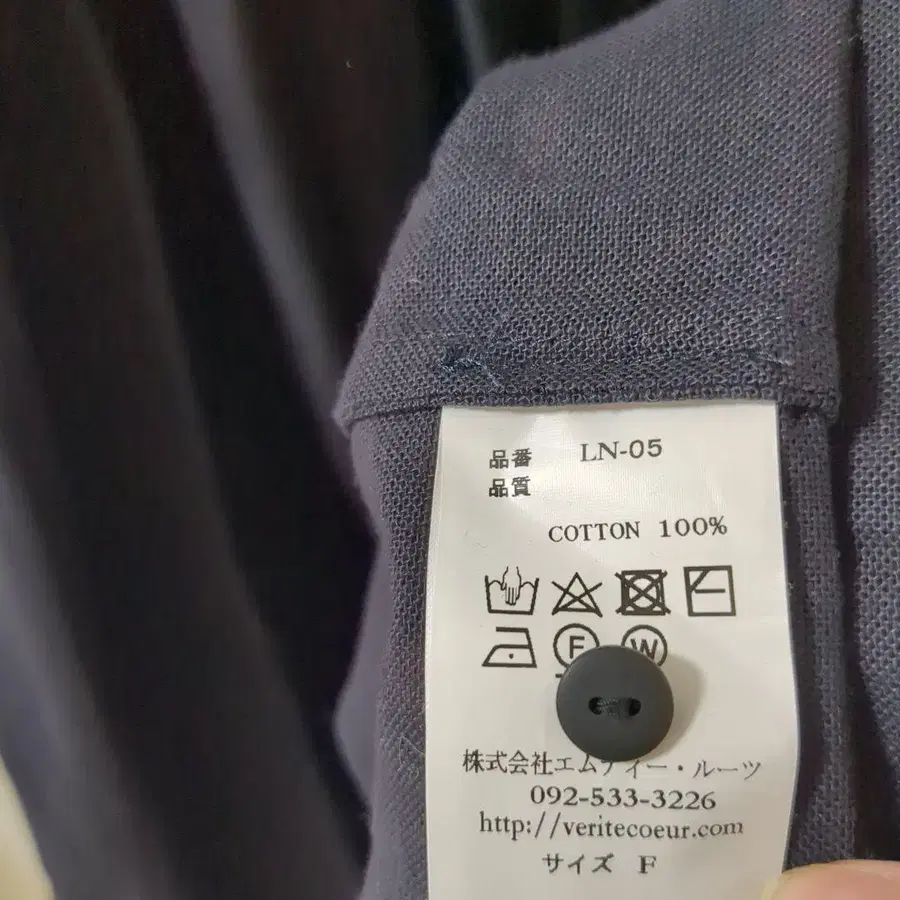 品番 LN-05
品質
COTTON 100%
F W
株式会社エムディー・ルーツ
092-533-3226
http://veritecoeur.com
サイズ F